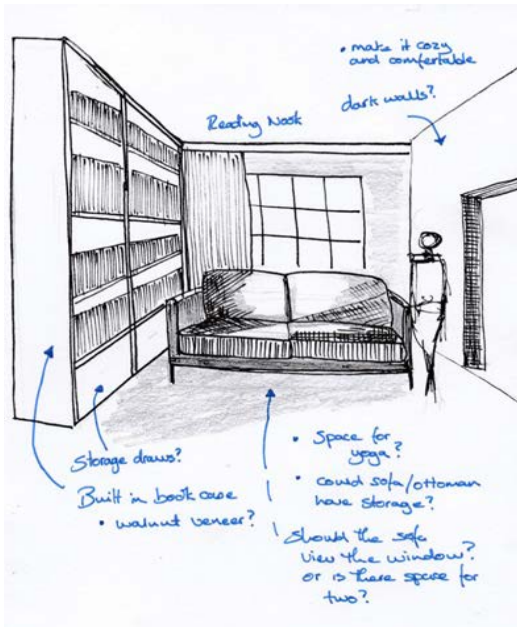 • make it cozy
and comfortable
dark walls?
Reading Nook
Storage draws?
Built in book case
• walnut veneer?
• Space for
yoga?
• could sofa/ottoman
have storage?
Should the sofa
view the window?
or is there space for
two?